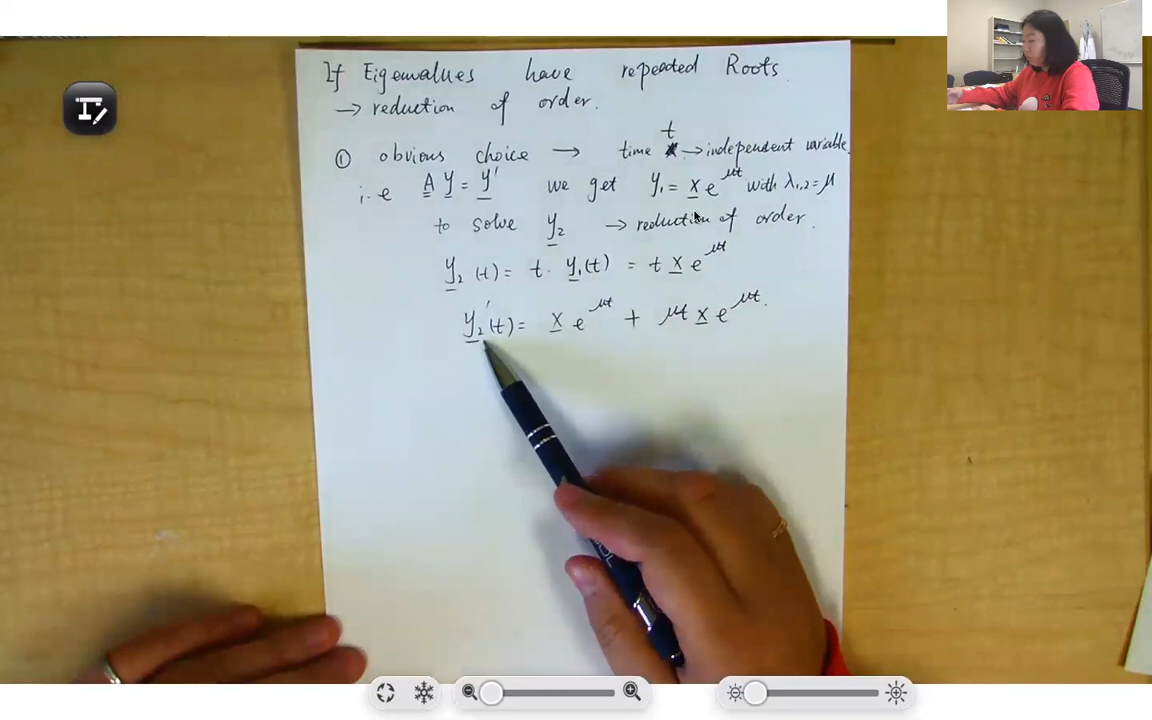 If Eigenvalues have repeated Roots
→ reduction of order.
① obvious choice → time t → independent variable.
i.e A y = y' we get y₁ = x e^{μt} with λ₁,₂ = μ
to solve y₂ → reduction of order.
y₂(t) = t · y₁(t) = t x e^{μt}
y₂'(t) = x e^{μt} + μt x e^{μt}.